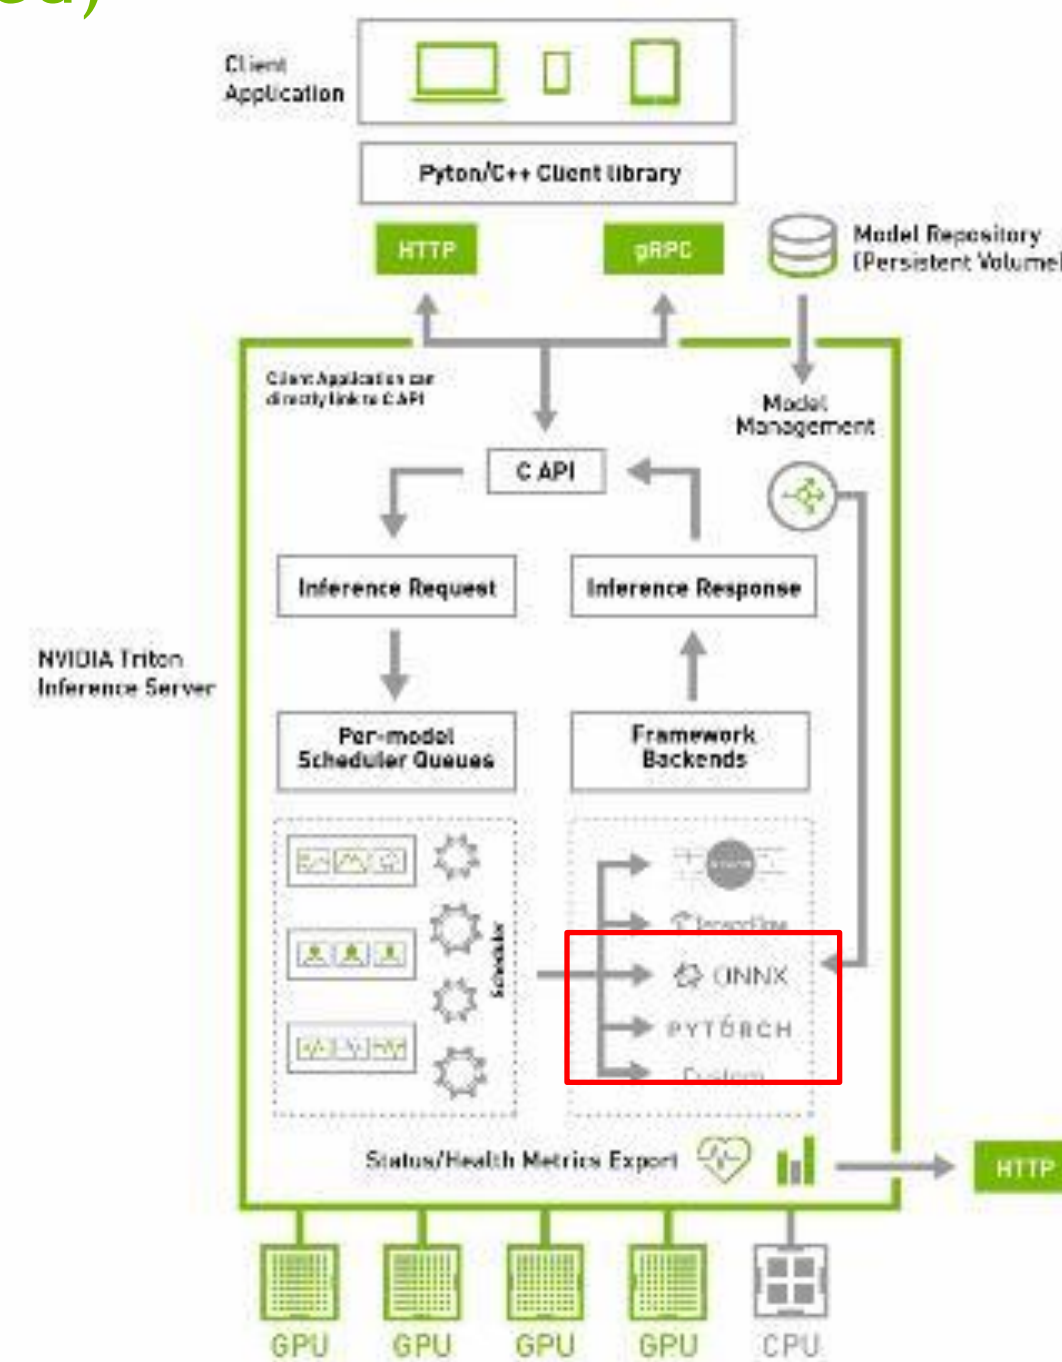 Client
Application
Pyton/C++ Client library
HTTP
gRPC
Model Repository
(Persistent Volume)
Client Application can
directly link to C API
Model
Management
C API
Inference Request
Inference Response
NVIDIA Triton
Inference Server
Per-model
Scheduler Queues
Framework
Backends
Scheduler
TensorFlow
ONNX
PYTORCH
Custom
Status/Health Metrics Export
HTTP
GPU
GPU
GPU
GPU
CPU